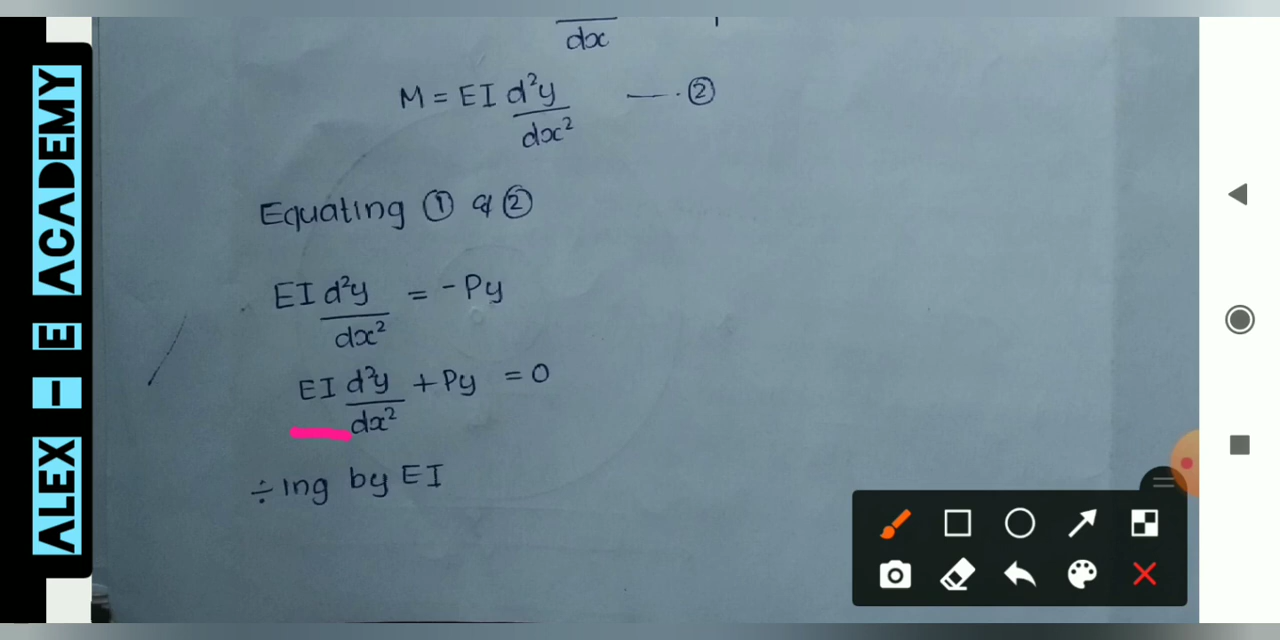 dx
M = EI d²y/dx² —. ②
Equating ① & ②
EI d²y/dx² = -Py
EI d²y/dx² + Py = 0
÷ing by EI
ALEX - E ACADEMY